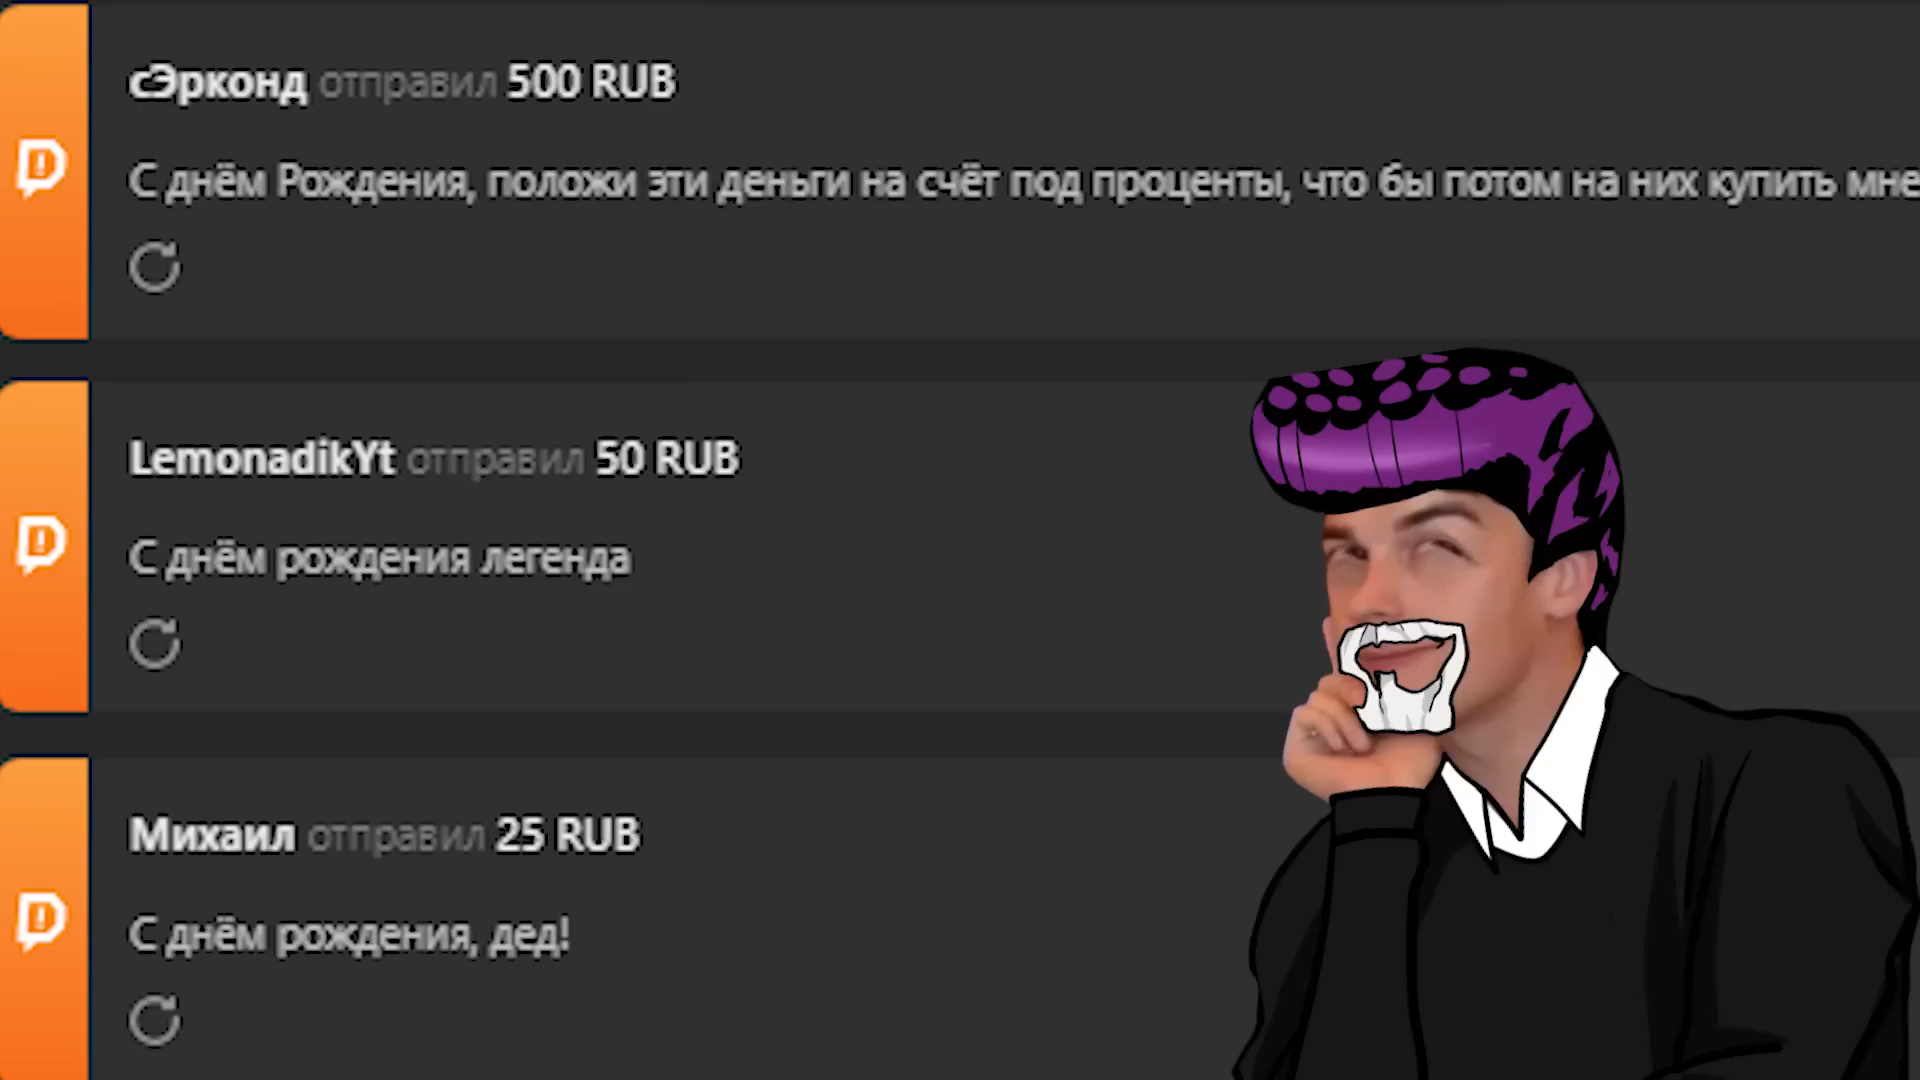 сЭрконд отправил 500 RUB
С днём Рождения, положи эти деньги на счёт под проценты, что бы потом на них купить мне
LemonadikYt отправил 50 RUB
С днём рождения легенда
Михаил отправил 25 RUB
С днём рождения, дед!